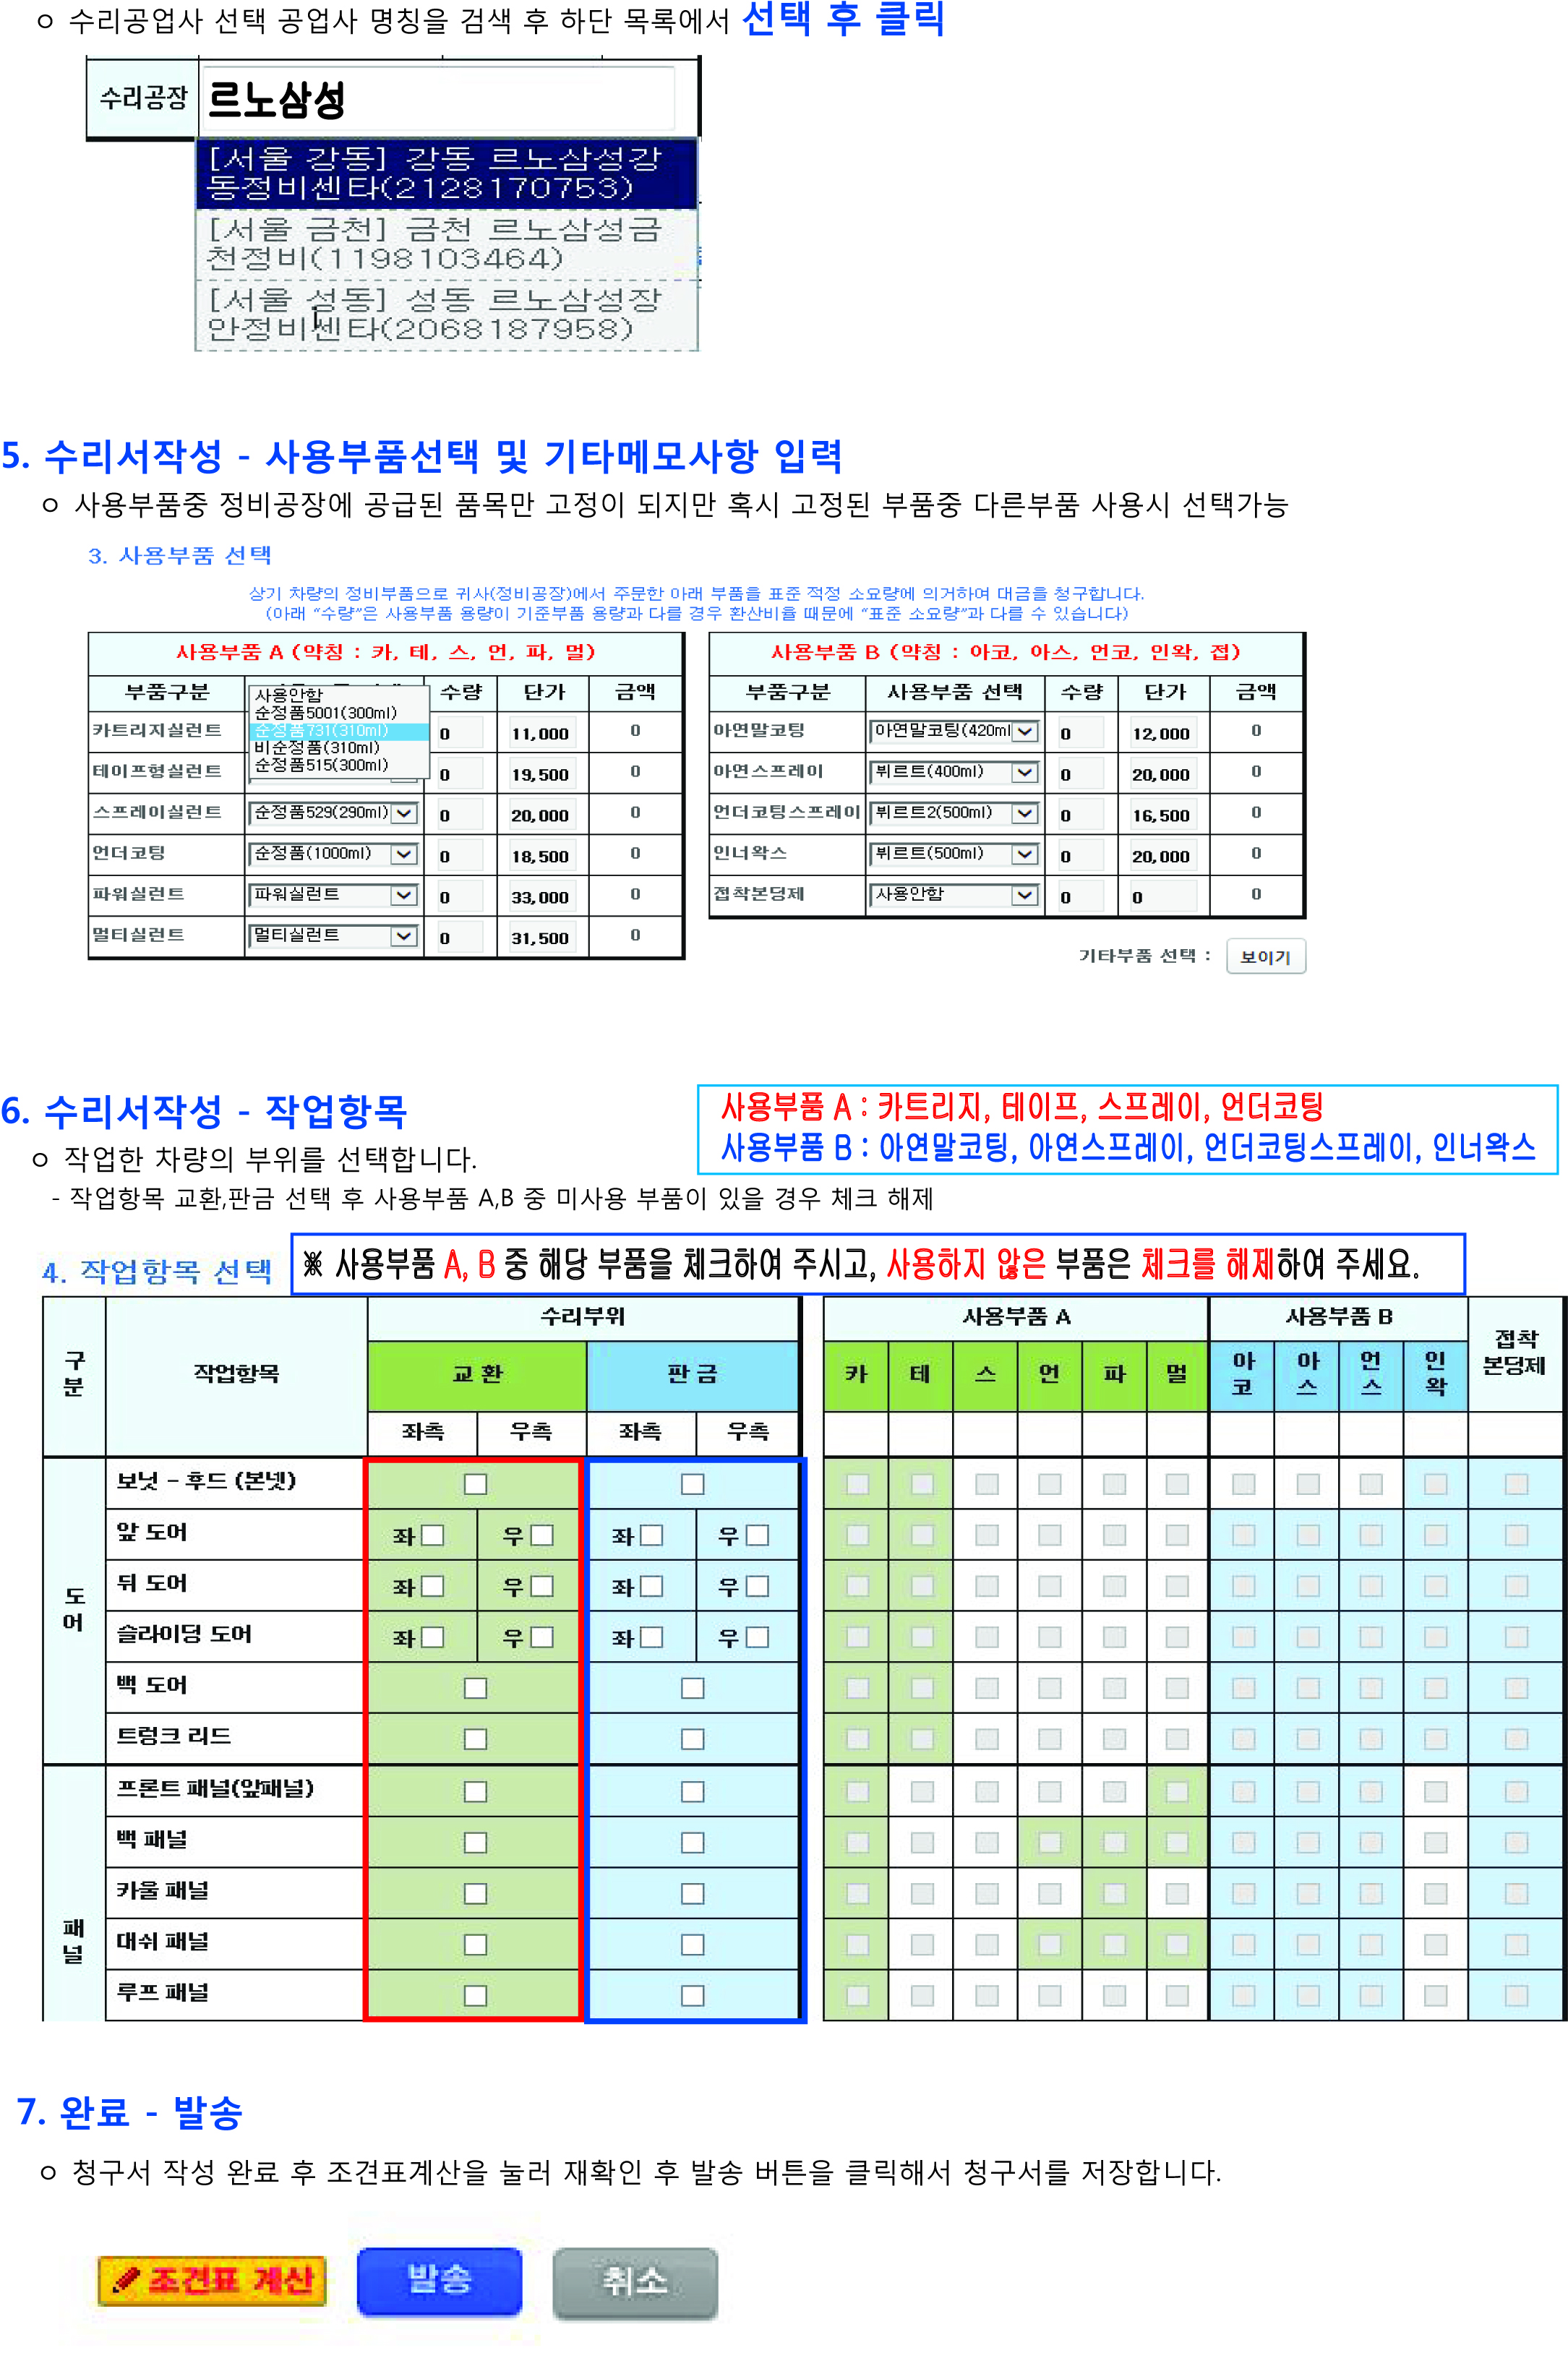 ㅇ 수리공업사 선택 공업사 명칭을 검색 후 하단 목록에서 선택 후 클릭
수리공장 르노삼성
[서울 강동] 강동 르노삼성강
동정비센타(2128170753)
[서울 금천] 금천 르노삼성금
천정비(1198103464)
[서울 성동] 성동 르노삼성장
안정비센타(2068187958)
5. 수리서작성 - 사용부품선택 및 기타메모사항 입력
ㅇ 사용부품중 정비공장에 공급된 품목만 고정이 되지만 혹시 고정된 부품중 다른부품 사용시 선택가능
3. 사용부품 선택
상기 차량의 정비부품으로 귀사(정비공장)에서 주문한 아래 부품을 표준 적정 소요량에 의거하여 대금을 청구합니다.
(아래 “수량”은 사용부품 용량이 기준부품 용량과 다를 경우 환산비율 때문에 “표준 소요량”과 다를 수 있습니다)
사용부품 A (약칭 : 카, 테, 스, 언, 파, 멀)
부품구분 수량 단가 금액
사용안함
순정품5001(300ml)
순정품731(310ml)
비순정품(310ml)
순정품515(300ml)
카트리지실런트 0 11,000 0
테이프형실런트 0 19,500 0
스프레이실런트 순정품529(290ml) 0 20,000 0
언더코팅 순정품(1000ml) 0 18,500 0
파워실런트 파워실런트 0 33,000 0
멀티실런트 멀티실런트 0 31,500 0
사용부품 B (약칭 : 아코, 아스, 언코, 인왁, 접)
부품구분 사용부품 선택 수량 단가 금액
아연말코팅 아연말코팅(420ml 0 12,000 0
아연스프레이 뷔르트(400ml) 0 20,000 0
언더코팅스프레이 뷔르트2(500ml) 0 16,500 0
인너왁스 뷔르트(500ml) 0 20,000 0
접착본딩제 사용안함 0 0 0
기타부품 선택 : 보이기
6. 수리서작성 - 작업항목
사용부품 A : 카트리지, 테이프, 스프레이, 언더코팅
사용부품 B : 아연말코팅, 아연스프레이, 언더코팅스프레이, 인너왁스
ㅇ 작업한 차량의 부위를 선택합니다.
- 작업항목 교환,판금 선택 후 사용부품 A,B 중 미사용 부품이 있을 경우 체크 해제
4. 작업항목 선택
※ 사용부품 A, B 중 해당 부품을 체크하여 주시고, 사용하지 않은 부품은 체크를 해제하여 주세요.
구분 작업항목 수리부위 사용부품 A 사용부품 B 접착본딩제
교 환 판 금 카 테 스 언 파 멀 아코 아스 언스 인왁
좌측 우측 좌측 우측
도어
보닛 - 후드 (본넷)
앞 도어 좌 우 좌 우
뒤 도어 좌 우 좌 우
슬라이딩 도어 좌 우 좌 우
백 도어
트렁크 리드
패널
프론트 패널(앞패널)
백 패널
카울 패널
대쉬 패널
루프 패널
7. 완료 - 발송
ㅇ 청구서 작성 완료 후 조견표계산을 눌러 재확인 후 발송 버튼을 클릭해서 청구서를 저장합니다.
조견표 계산 발송 취소